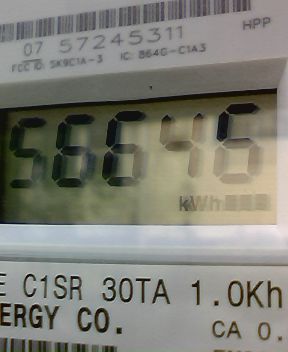 HPP
07 57245311
FCC ID: SK9C1A-3 IC: 864G-C1A3
56646
kWh
E C1SR 30TA 1.0Kh
ERGY CO. CA 0.